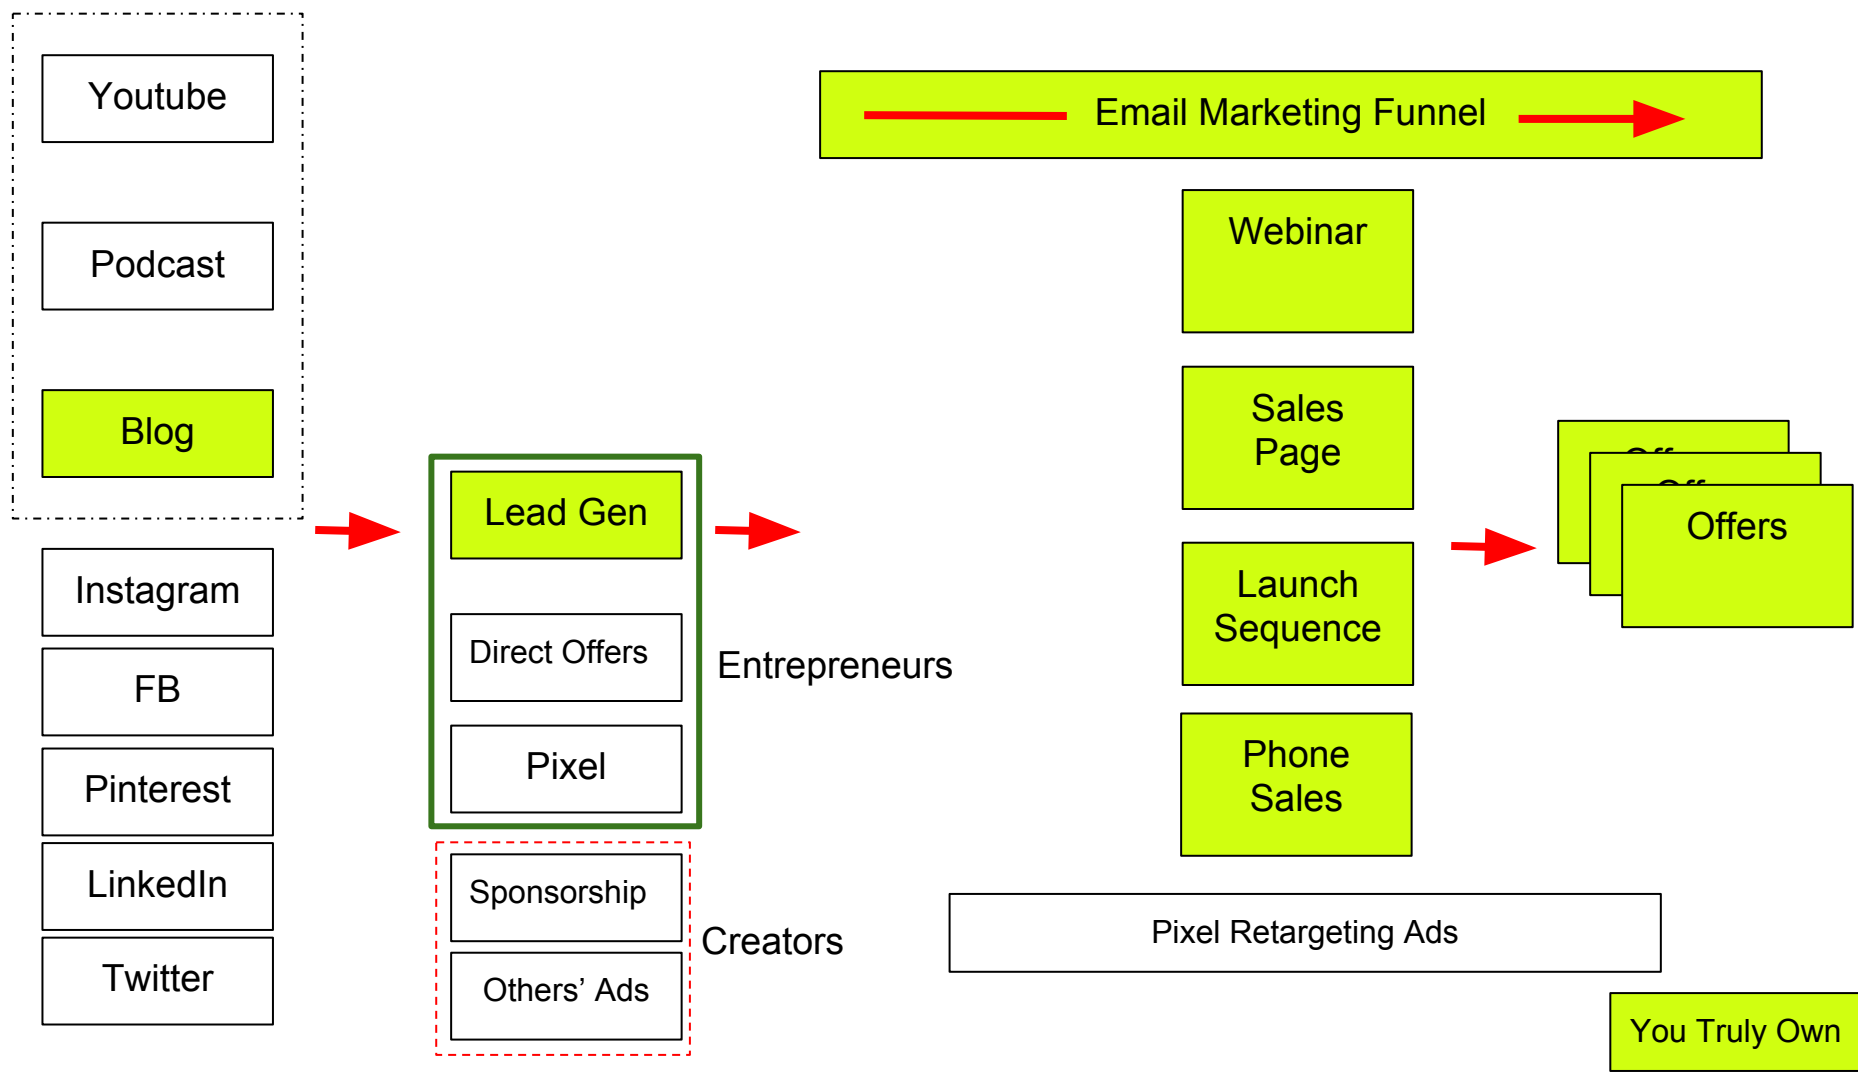 Youtube
Podcast
Blog
Instagram
FB
Pinterest
LinkedIn
Twitter
Lead Gen
Direct Offers
Pixel
Entrepreneurs
Sponsorship
Others’ Ads
Creators
Email Marketing Funnel
Webinar
Sales
Page
Launch
Sequence
Phone
Sales
Offers
Pixel Retargeting Ads
You Truly Own